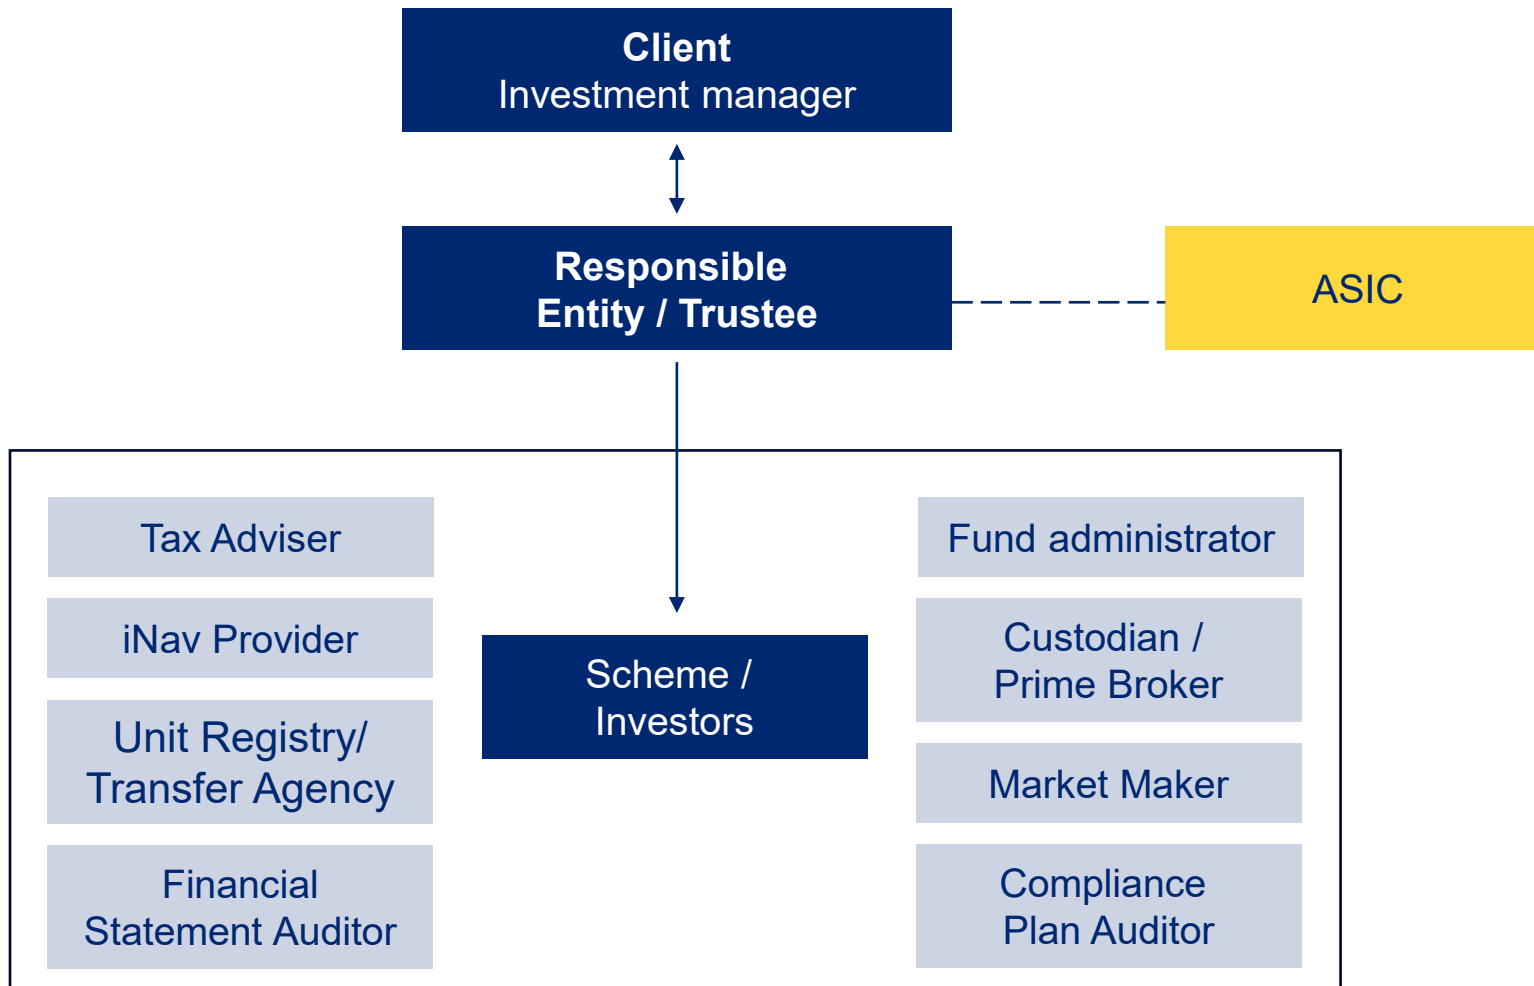 Client
Investment manager
Responsible
Entity / Trustee
ASIC
Tax Adviser
iNav Provider
Unit Registry/
Transfer Agency
Financial
Statement Auditor
Scheme /
Investors
Fund administrator
Custodian /
Prime Broker
Market Maker
Compliance
Plan Auditor